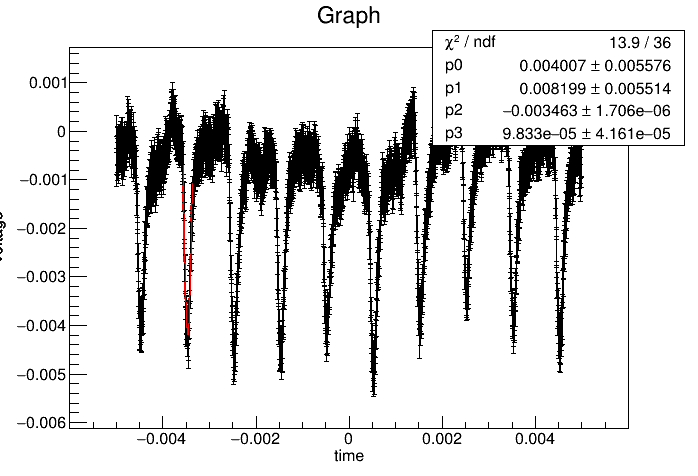 Graph
χ² / ndf 13.9 / 36
p0 0.004007 ± 0.005576
p1 0.008199 ± 0.005514
p2 −0.003463 ± 1.706e−06
p3 9.833e−05 ± 4.161e−05
0.001
0
−0.001
−0.002
−0.003
−0.004
−0.005
−0.006
−0.004 −0.002 0 0.002 0.004
time